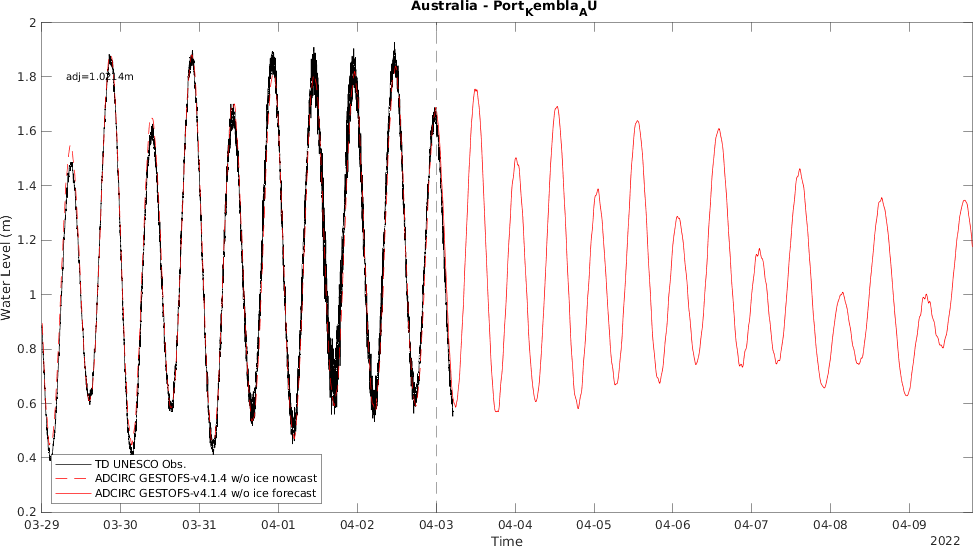 Australia - Port_Kembla_AU
2
1.8
1.6
1.4
1.2
1
0.8
0.6
0.4
0.2
Water Level (m)
adj=1.0214m
TD UNESCO Obs.
ADCIRC GESTOFS-v4.1.4 w/o ice nowcast
ADCIRC GESTOFS-v4.1.4 w/o ice forecast
03-29 03-30 03-31 04-01 04-02 04-03 04-04 04-05 04-06 04-07 04-08 04-09
Time
2022